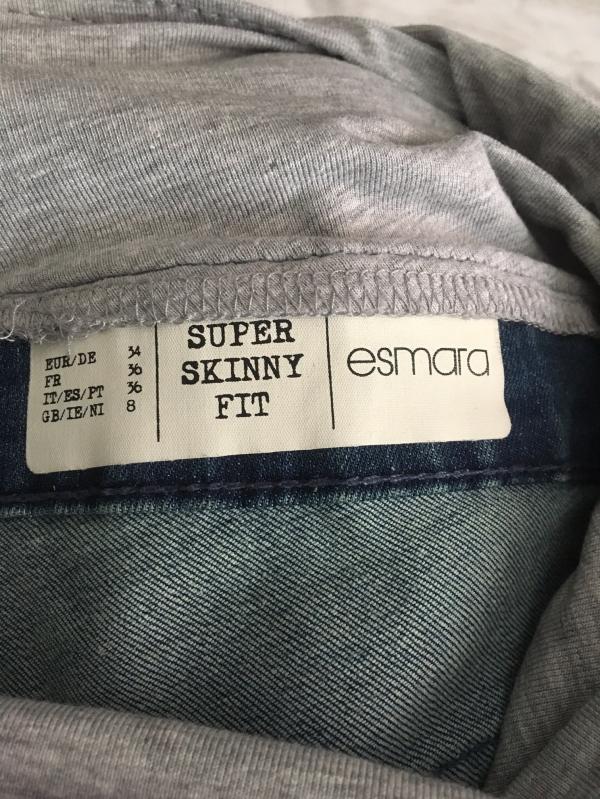 EUR/DE 34
FR 36
IT/ES/PT 36
GB/IE/NI 8
SUPER
SKINNY
FIT
esmara